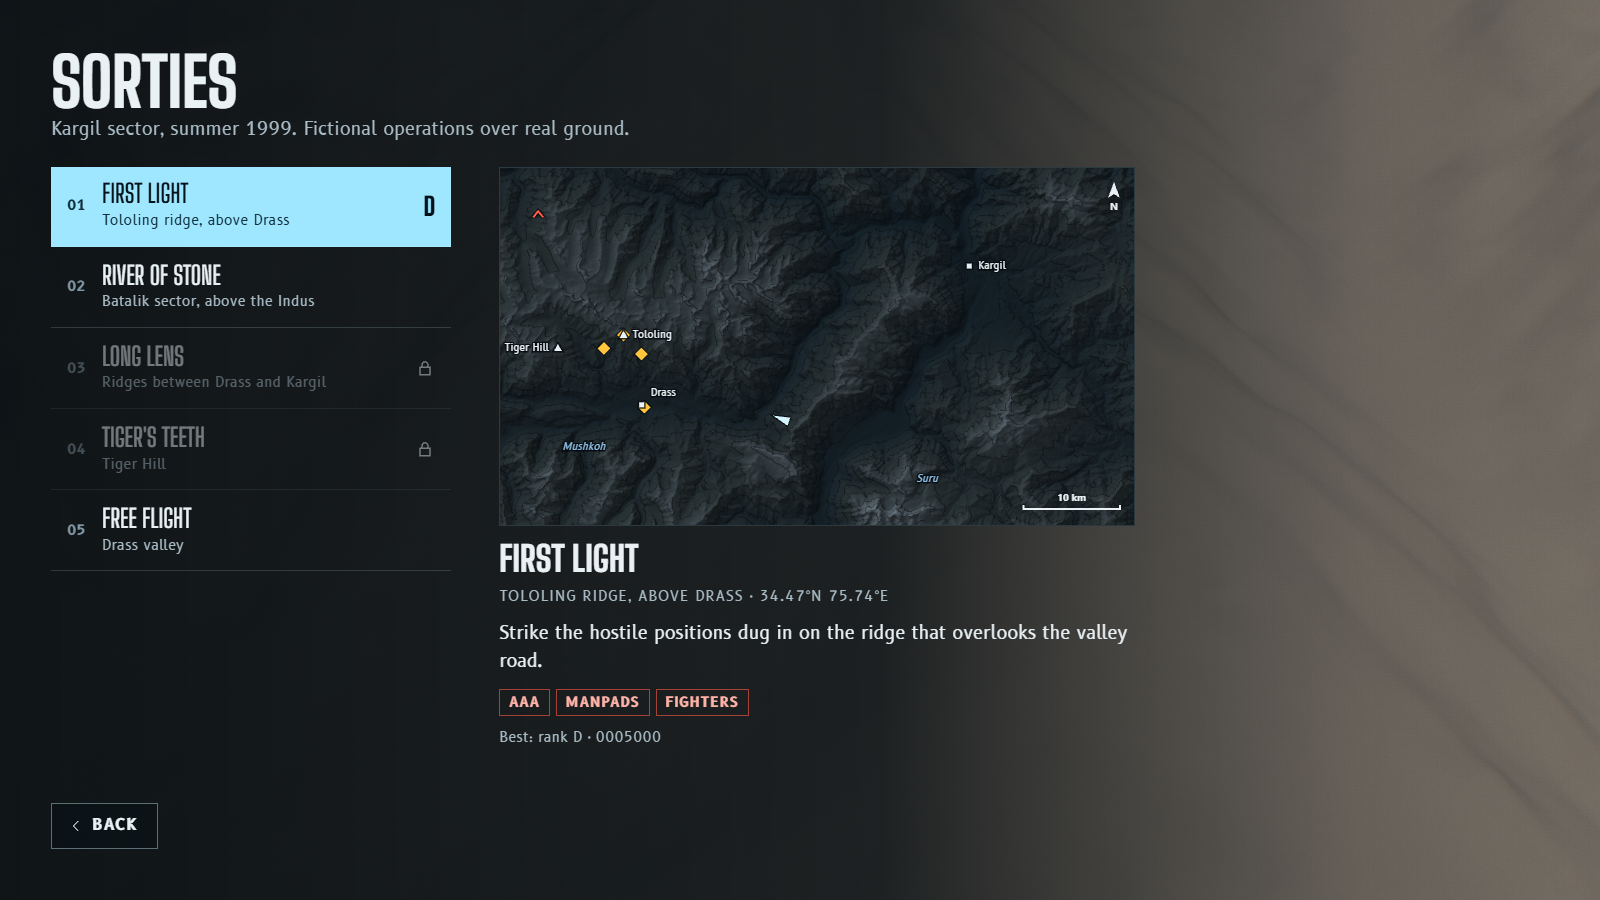 SORTIES
Kargil sector, summer 1999. Fictional operations over real ground.
01
FIRST LIGHT
Tololing ridge, above Drass
D
02
RIVER OF STONE
Batalik sector, above the Indus
03
LONG LENS
Ridges between Drass and Kargil
04
TIGER'S TEETH
Tiger Hill
05
FREE FLIGHT
Drass valley
N
Kargil
Tololing
Tiger Hill
Drass
Mushkoh
Suru
10 km
FIRST LIGHT
TOLOLING RIDGE, ABOVE DRASS · 34.47°N 75.74°E
Strike the hostile positions dug in on the ridge that overlooks the valley
road.
AAA MANPADS FIGHTERS
Best: rank D · 0005000
BACK